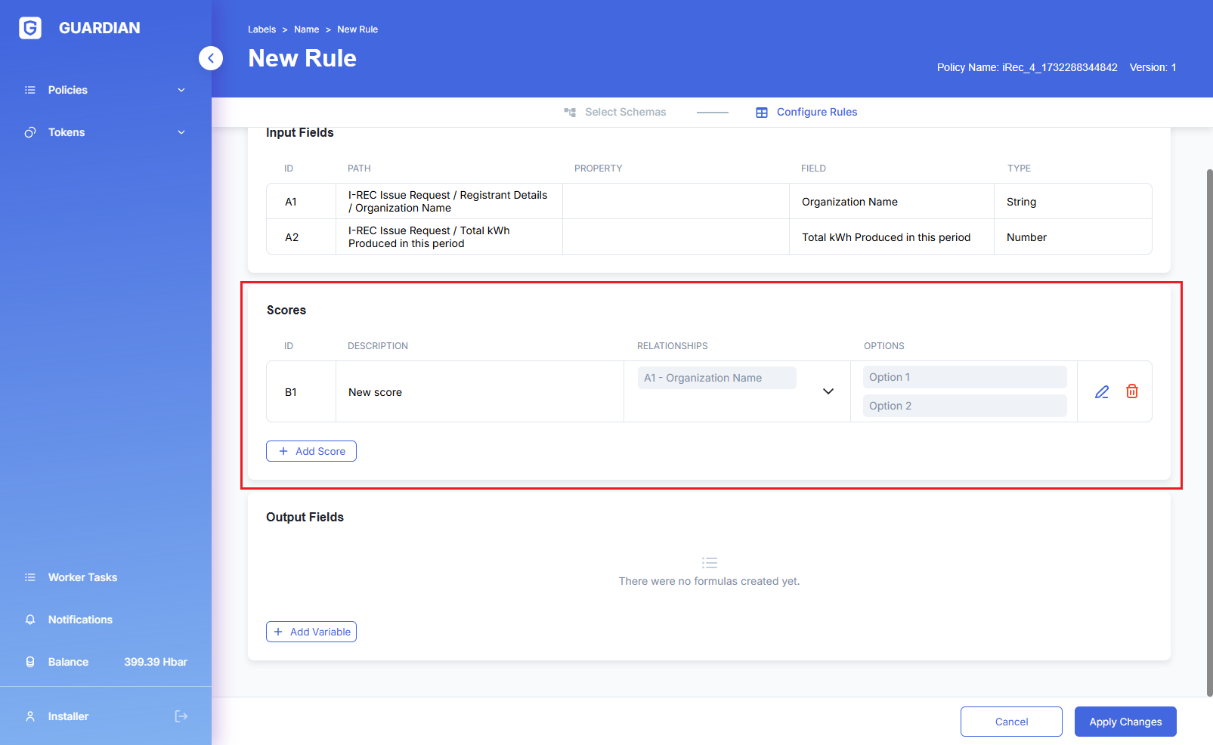 GUARDIAN
Policies
Tokens
Worker Tasks
Notifications
Balance 399.39 Hbar
Installer
Labels > Name > New Rule
New Rule
Policy Name: iRec_4_1732288344842 Version: 1
Select Schemas Configure Rules
Input Fields
ID PATH PROPERTY FIELD TYPE
A1 I-REC Issue Request / Registrant Details
/ Organization Name Organization Name String
A2 I-REC Issue Request / Total kWh
Produced in this period Total kWh Produced in this period Number
Scores
ID DESCRIPTION RELATIONSHIPS OPTIONS
B1 New score A1 - Organization Name Option 1
Option 2
+ Add Score
Output Fields
There were no formulas created yet.
+ Add Variable
Cancel Apply Changes